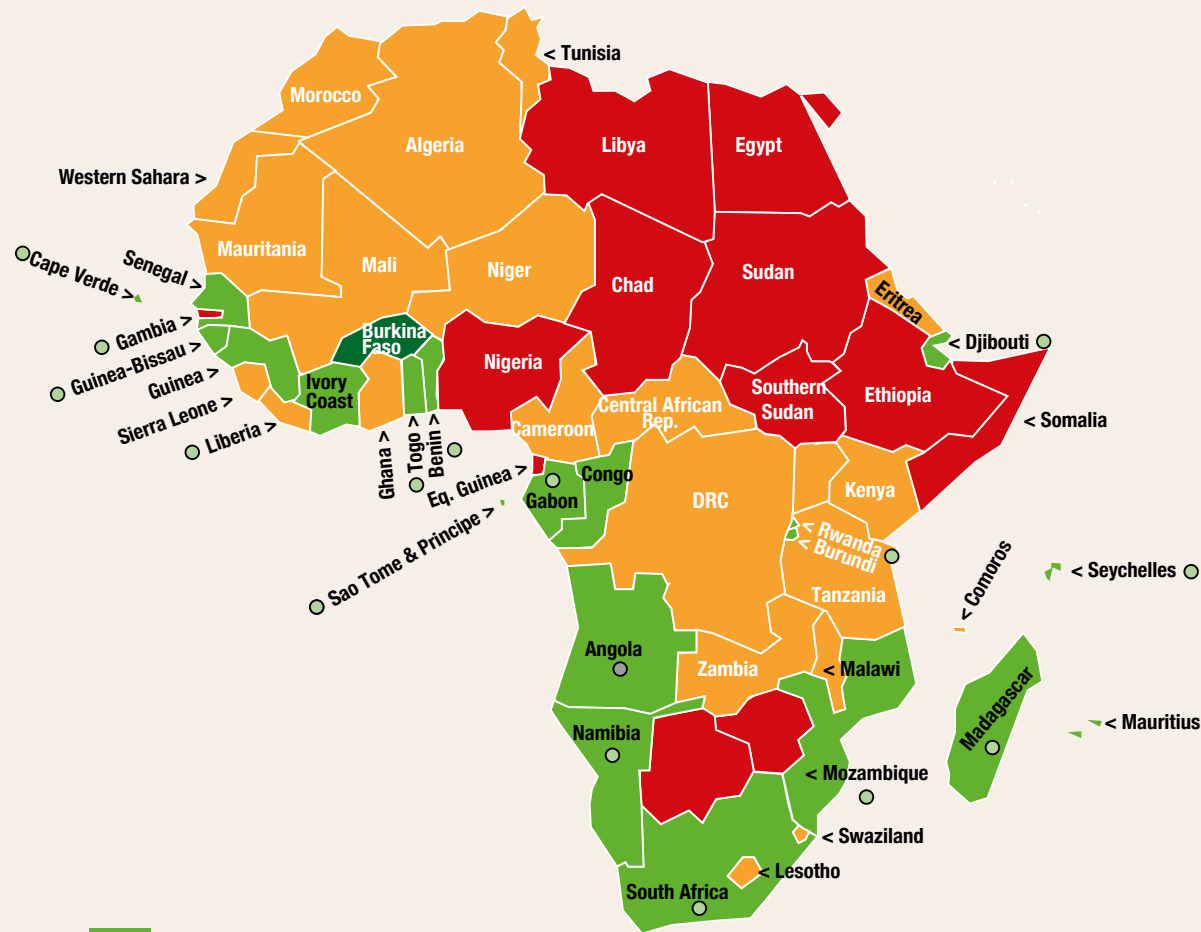 < Tunisia
Morocco
Algeria
Libya
Egypt
Western Sahara >
Mauritania
Mali
Niger
Chad
Sudan
Senegal >
Cape Verde >
Eritrea
Gambia >
Burkina
Faso
< Djibouti
Guinea-Bissau >
Nigeria
Guinea >
Ivory
Coast
Southern
Sudan
Ethiopia
Sierra Leone >
Central African
Rep.
< Somalia
Liberia >
Cameroon
Ghana >
Togo >
Benin >
Eq. Guinea >
Congo
Gabon
DRC
Kenya
Sao Tome & Principe >
< Rwanda
< Burundi
Tanzania
< Comoros
< Seychelles
Angola
Zambia
< Malawi
Madagascar
< Mauritius
Namibia
< Mozambique
< Swaziland
< Lesotho
South Africa